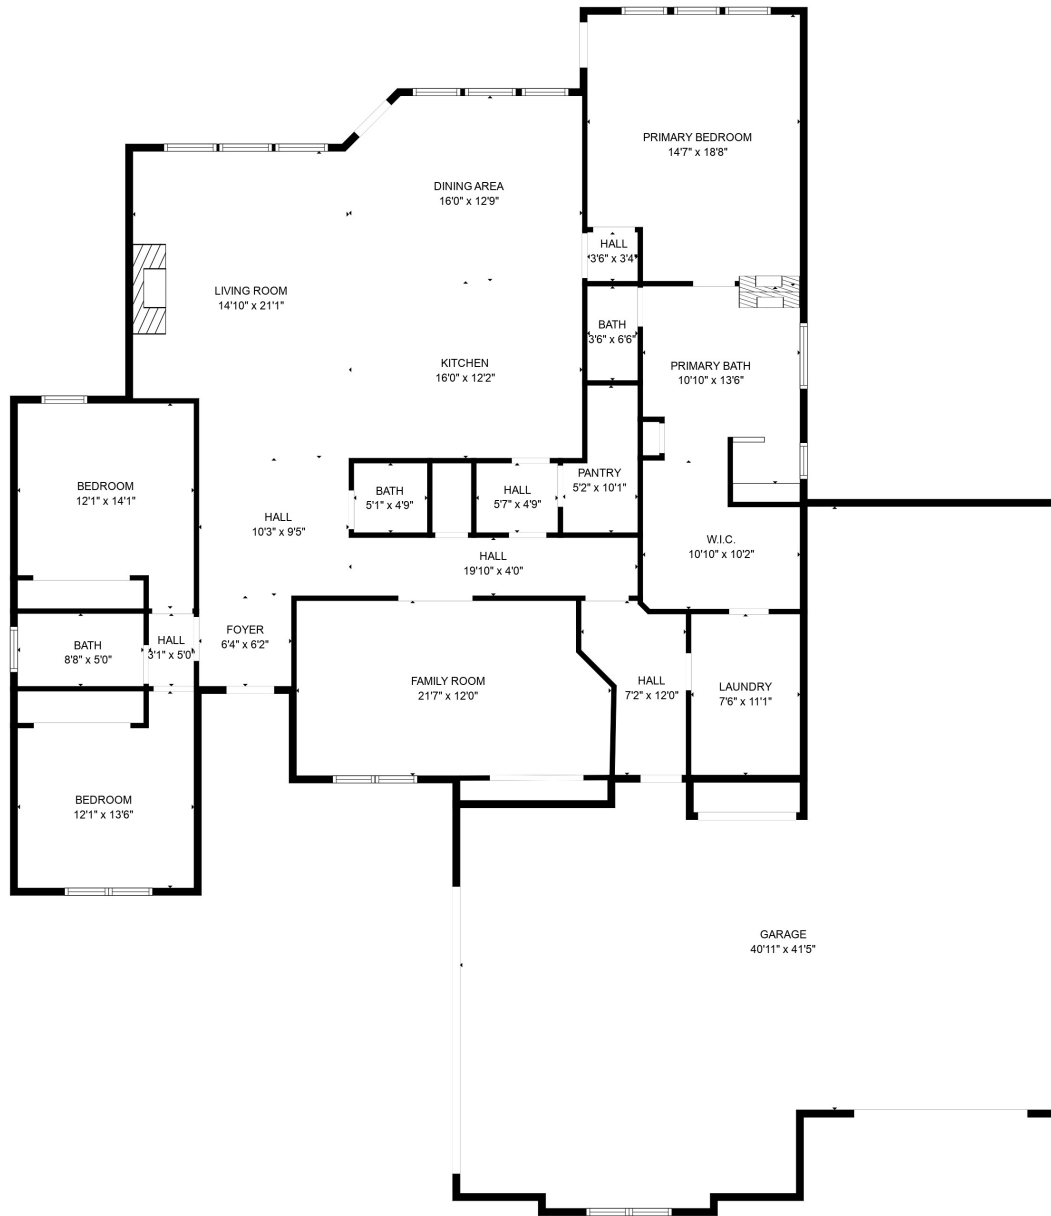 PRIMARY BEDROOM
14'7" x 18'8"
DINING AREA
16'0" x 12'9"
HALL
3'6" x 3'4"
LIVING ROOM
14'10" x 21'1"
BATH
3'6" x 6'6"
KITCHEN
16'0" x 12'2"
PRIMARY BATH
10'10" x 13'6"
BEDROOM
12'1" x 14'1"
BATH
5'1" x 4'9"
HALL
5'7" x 4'9"
PANTRY
5'2" x 10'1"
HALL
10'3" x 9'5"
HALL
19'10" x 4'0"
W.I.C.
10'10" x 10'2"
BATH
8'8" x 5'0"
HALL
3'1" x 5'0"
FOYER
6'4" x 6'2"
FAMILY ROOM
21'7" x 12'0"
HALL
7'2" x 12'0"
LAUNDRY
7'6" x 11'1"
BEDROOM
12'1" x 13'6"
GARAGE
40'11" x 41'5"